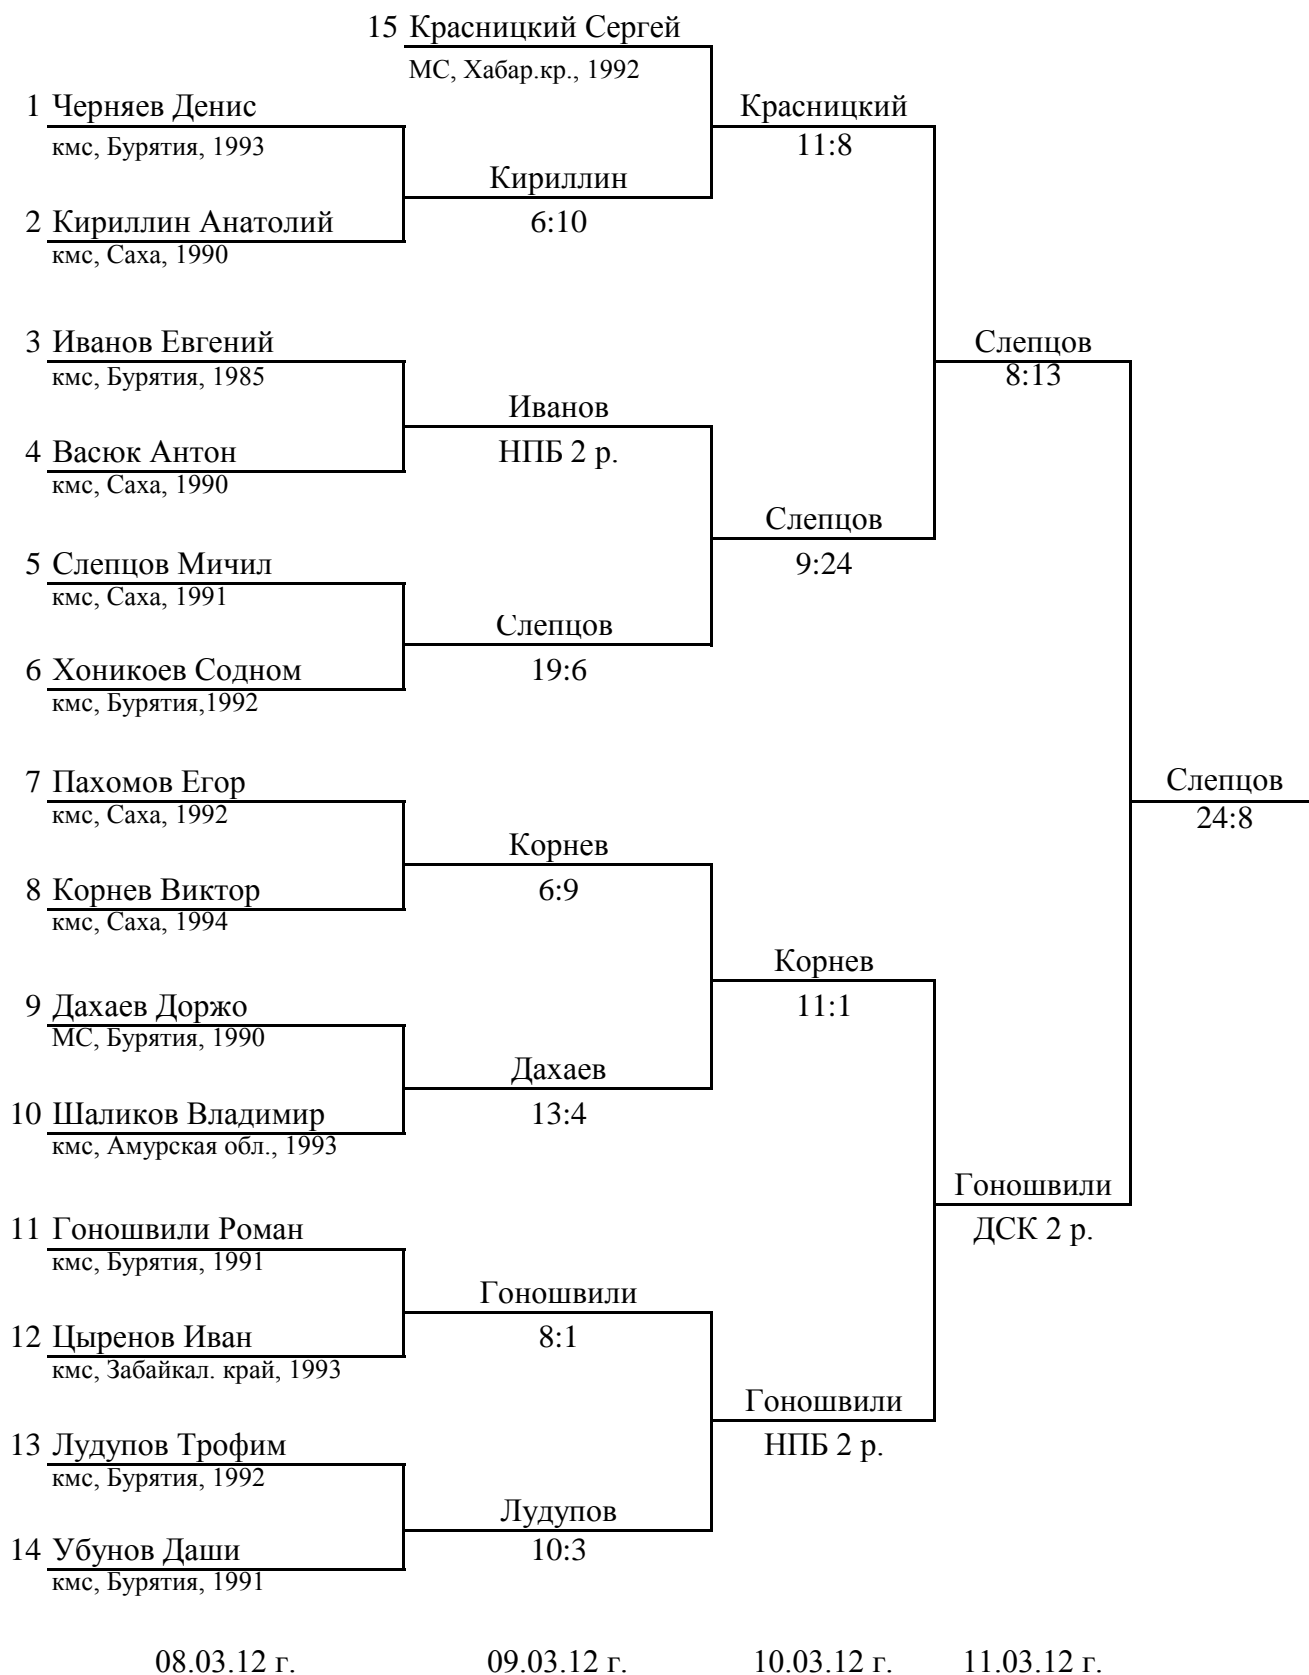 15 Красницкий Сергей
МС, Хабар.кр., 1992
1 Черняев Денис
Красницкий
кмс, Бурятия, 1993
11:8
Кириллин
2 Кириллин Анатолий
6:10
кмс, Саха, 1990
3 Иванов Евгений
Слепцов
кмс, Бурятия, 1985
8:13
Иванов
4 Васюк Антон
НПБ 2 р.
кмс, Саха, 1990
Слепцов
5 Слепцов Мичил
9:24
кмс, Саха, 1991
Слепцов
6 Хоникоев Содном
19:6
кмс, Бурятия,1992
7 Пахомов Егор
Слепцов
кмс, Саха, 1992
24:8
Корнев
8 Корнев Виктор
6:9
кмс, Саха, 1994
Корнев
9 Дахаев Доржо
11:1
МС, Бурятия, 1990
Дахаев
10 Шаликов Владимир
13:4
кмс, Амурская обл., 1993
Гоношвили
11 Гоношвили Роман
ДСК 2 р.
кмс, Бурятия, 1991
Гоношвили
12 Цыренов Иван
8:1
кмс, Забайкал. край, 1993
Гоношвили
13 Лудупов Трофим
НПБ 2 р.
кмс, Бурятия, 1992
Лудупов
14 Убунов Даши
10:3
кмс, Бурятия, 1991
08.03.12 г. 09.03.12 г. 10.03.12 г. 11.03.12 г.